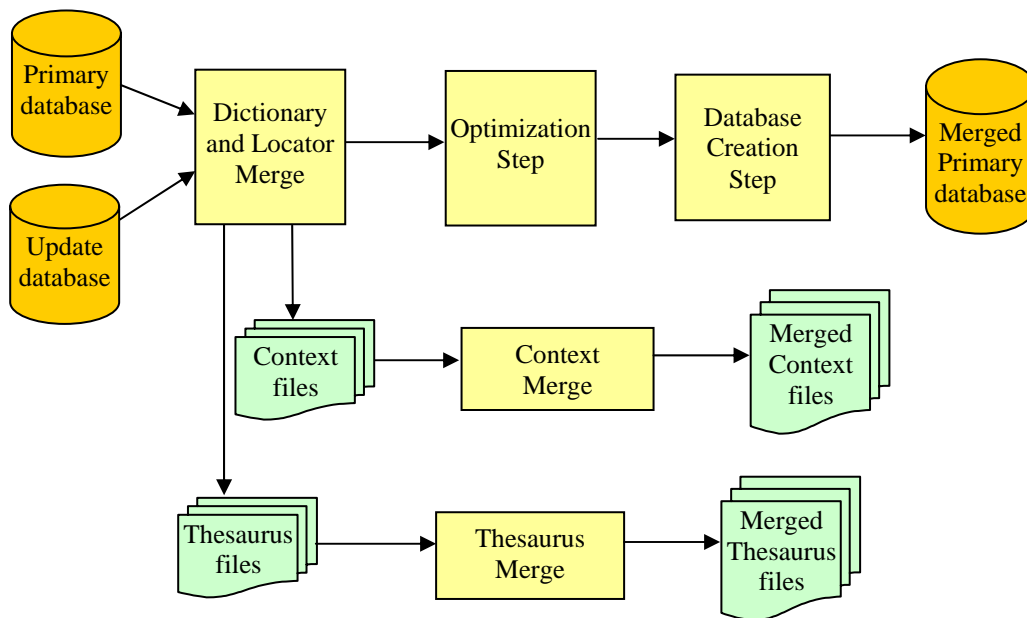 Primary
database
Dictionary
and Locator
Merge
Optimization
Step
Database
Creation
Step
Merged
Primary
database
Update
database
Context
files
Context
Merge
Merged
Context
files
Thesaurus
files
Thesaurus
Merge
Merged
Thesaurus
files